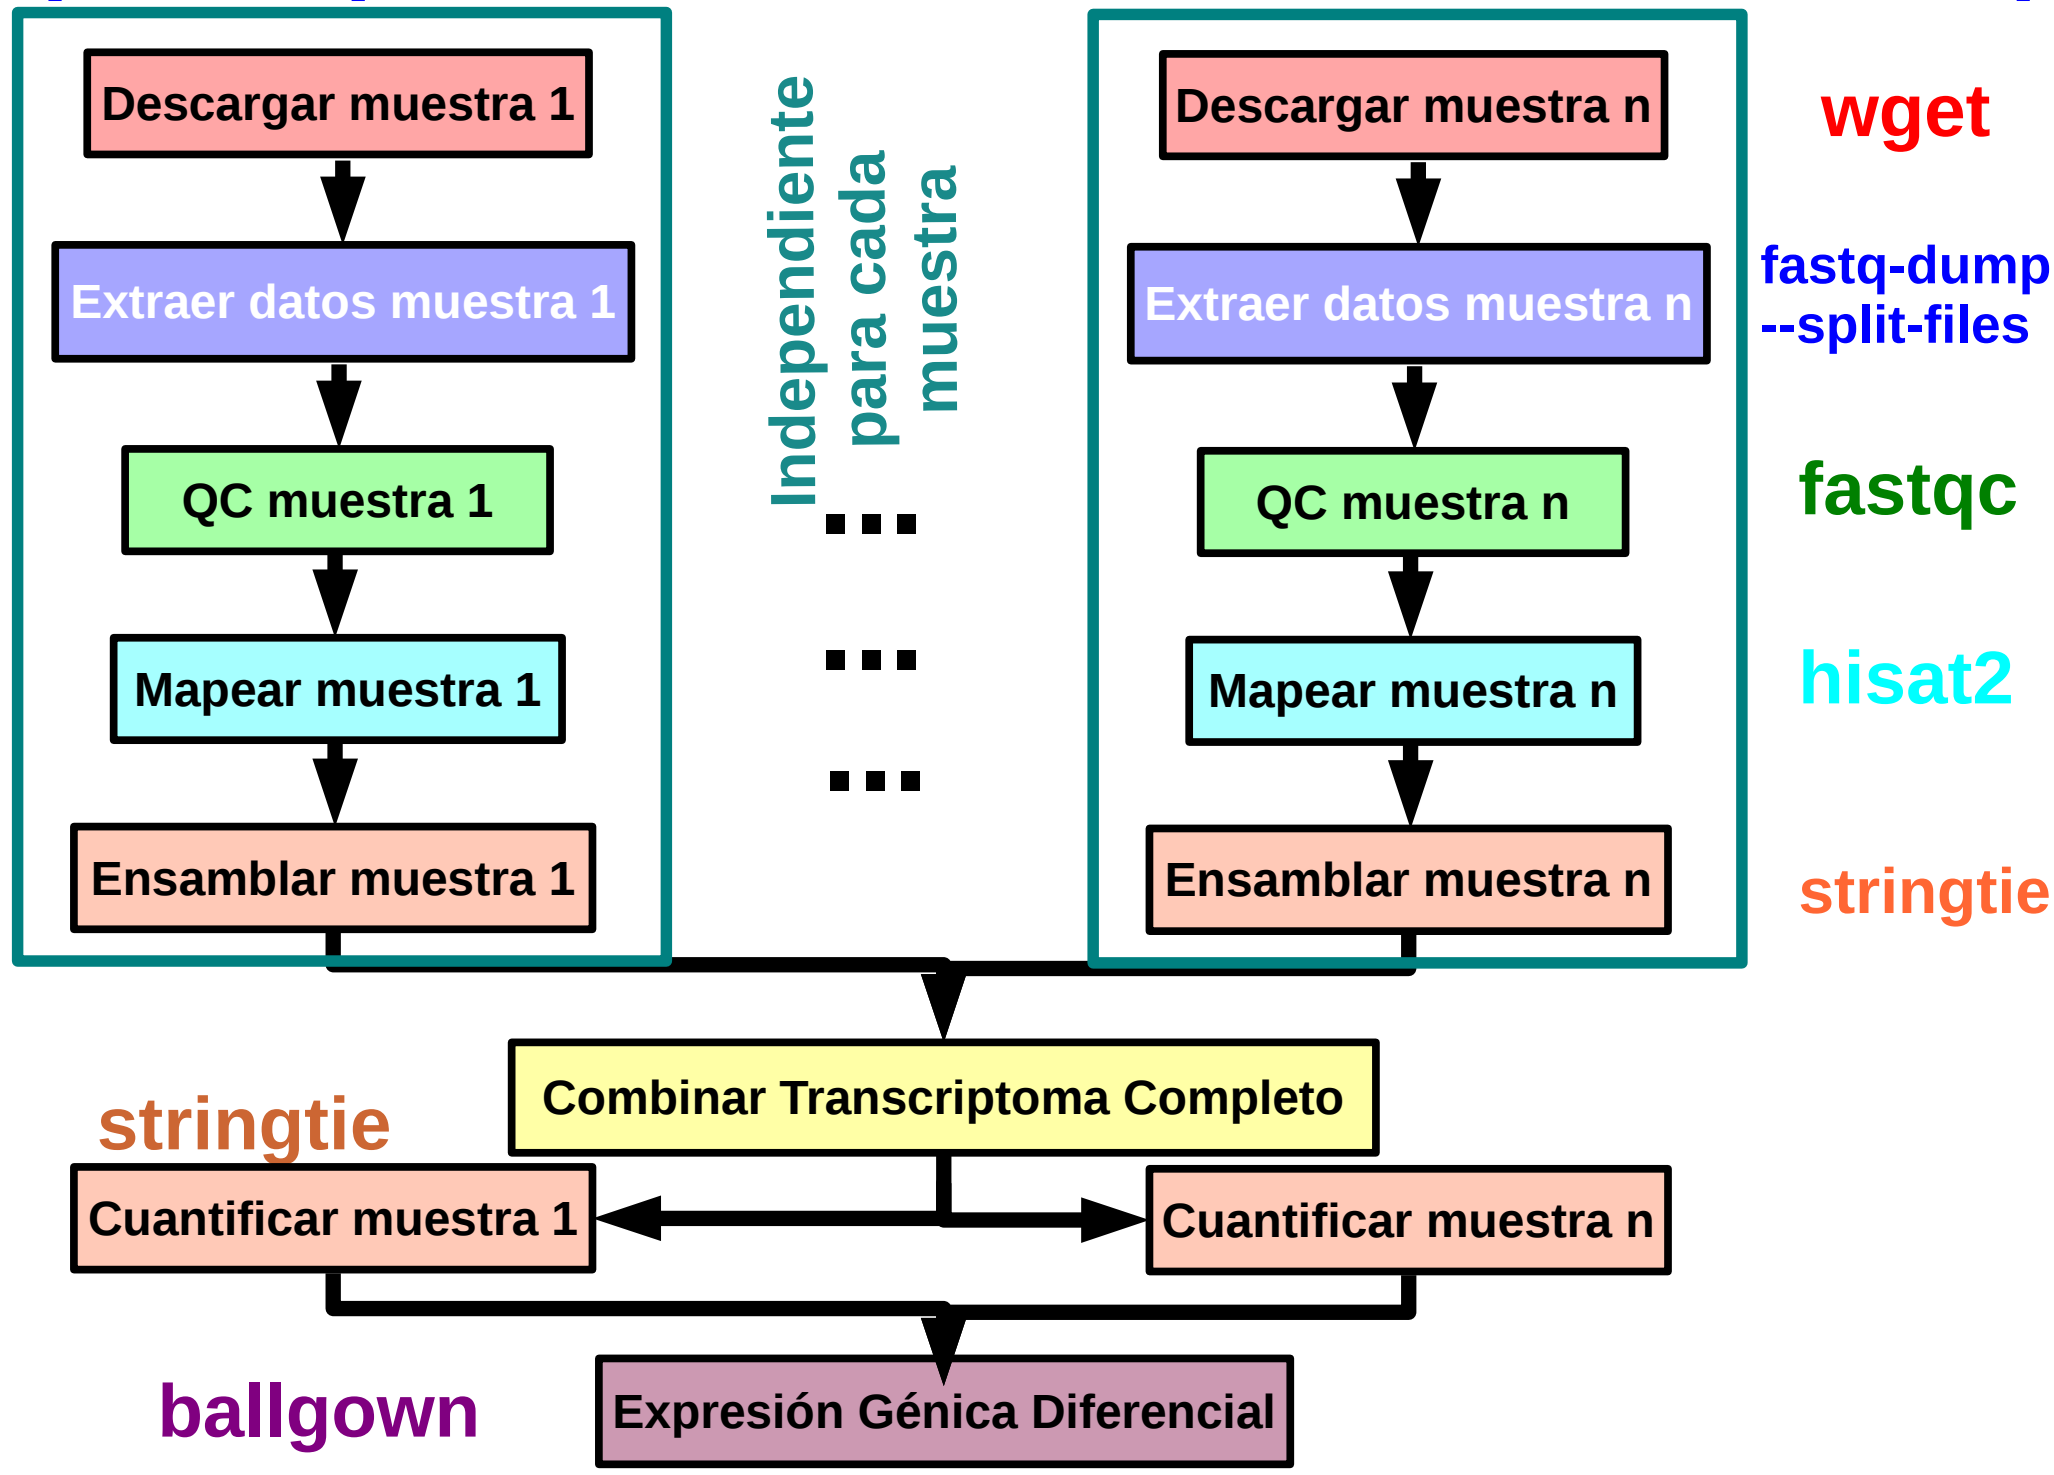 Descargar muestra 1
Extraer datos muestra 1
QC muestra 1
Mapear muestra 1
Ensamblar muestra 1
Independiente
para cada
muestra
...
...
...
Descargar muestra n
Extraer datos muestra n
QC muestra n
Mapear muestra n
Ensamblar muestra n
wget
fastq-dump
--split-files
fastqc
hisat2
stringtie
Combinar Transcriptoma Completo
stringtie
Cuantificar muestra 1
Cuantificar muestra n
ballgown
Expresión Génica Diferencial